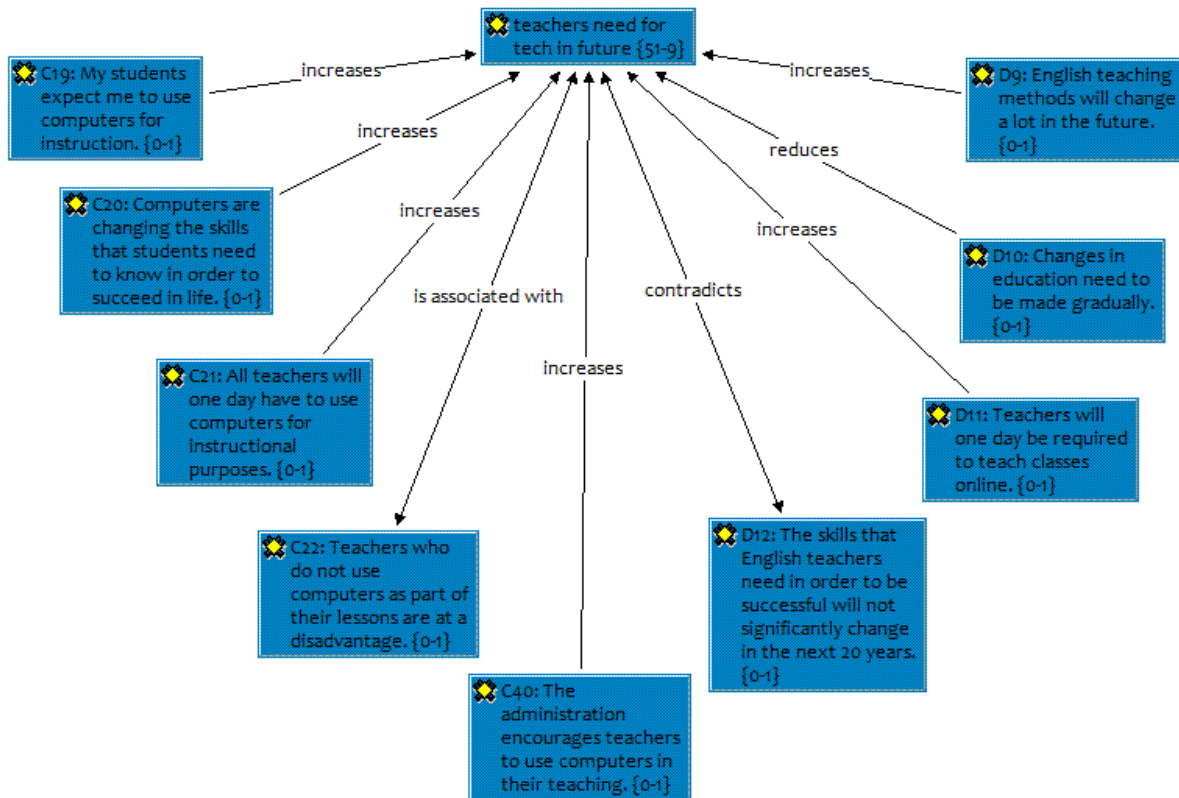 teachers need for
tech in future {51-9}
C19: My students
expect me to use
computers for
instruction. {0-1}
increases
increases
D9: English teaching
methods will change
a lot in the future.
{0-1}
C20: Computers are
changing the skills
that students need
to know in order to
succeed in life. {0-1}
increases
reduces
D10: Changes in
education need to
be made gradually.
{0-1}
increases
increases
C21: All teachers will
one day have to use
computers for
instructional
purposes. {0-1}
is associated with
contradicts
increases
D11: Teachers will
one day be required
to teach classes
online. {0-1}
C22: Teachers who
do not use
computers as part of
their lessons are at a
disadvantage. {0-1}
D12: The skills that
English teachers
need in order to be
successful will not
significantly change
in the next 20 years.
{0-1}
C40: The
administration
encourages teachers
to use computers in
their teaching. {0-1}